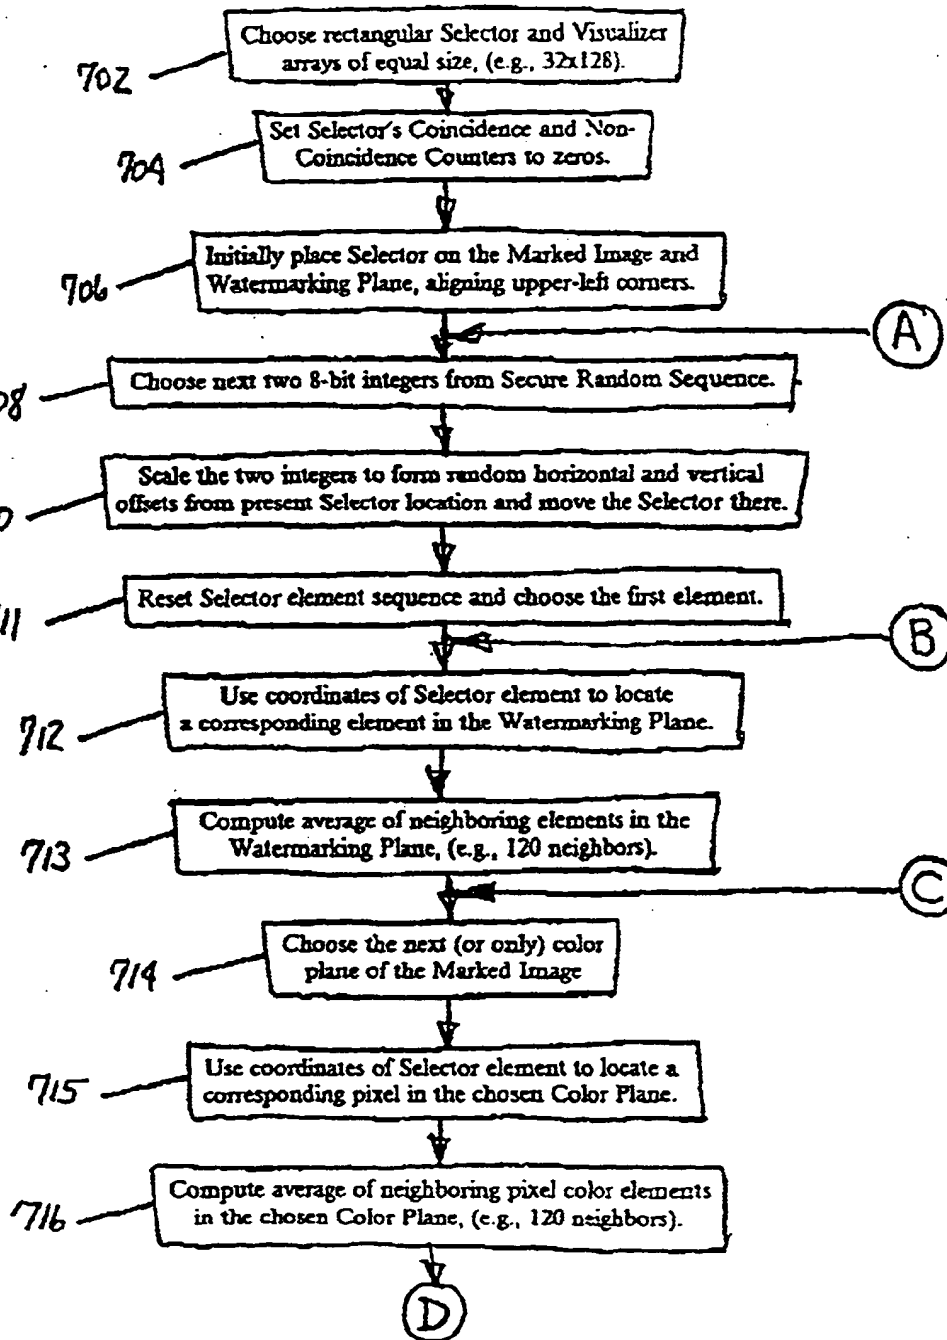 Choose rectangular Selector and Visualizer
arrays of equal size, (e.g., 32x128).
702
Set Selector's Coincidence and Non-
Coincidence Counters to zeros.
704
Initially place Selector on the Marked Image and
Watermarking Plane, aligning upper-left corners.
706
A
Choose next two 8-bit integers from Secure Random Sequence.
08
Scale the two integers to form random horizontal and vertical
offsets from present Selector location and move the Selector there.
0
Reset Selector element sequence and choose the first element.
11
B
Use coordinates of Selector element to locate
a corresponding element in the Watermarking Plane.
712
Compute average of neighboring elements in the
Watermarking Plane, (e.g., 120 neighbors).
713
C
Choose the next (or only) color
plane of the Marked Image
714
Use coordinates of Selector element to locate a
corresponding pixel in the chosen Color Plane.
715
Compute average of neighboring pixel color elements
in the chosen Color Plane, (e.g., 120 neighbors).
716
D